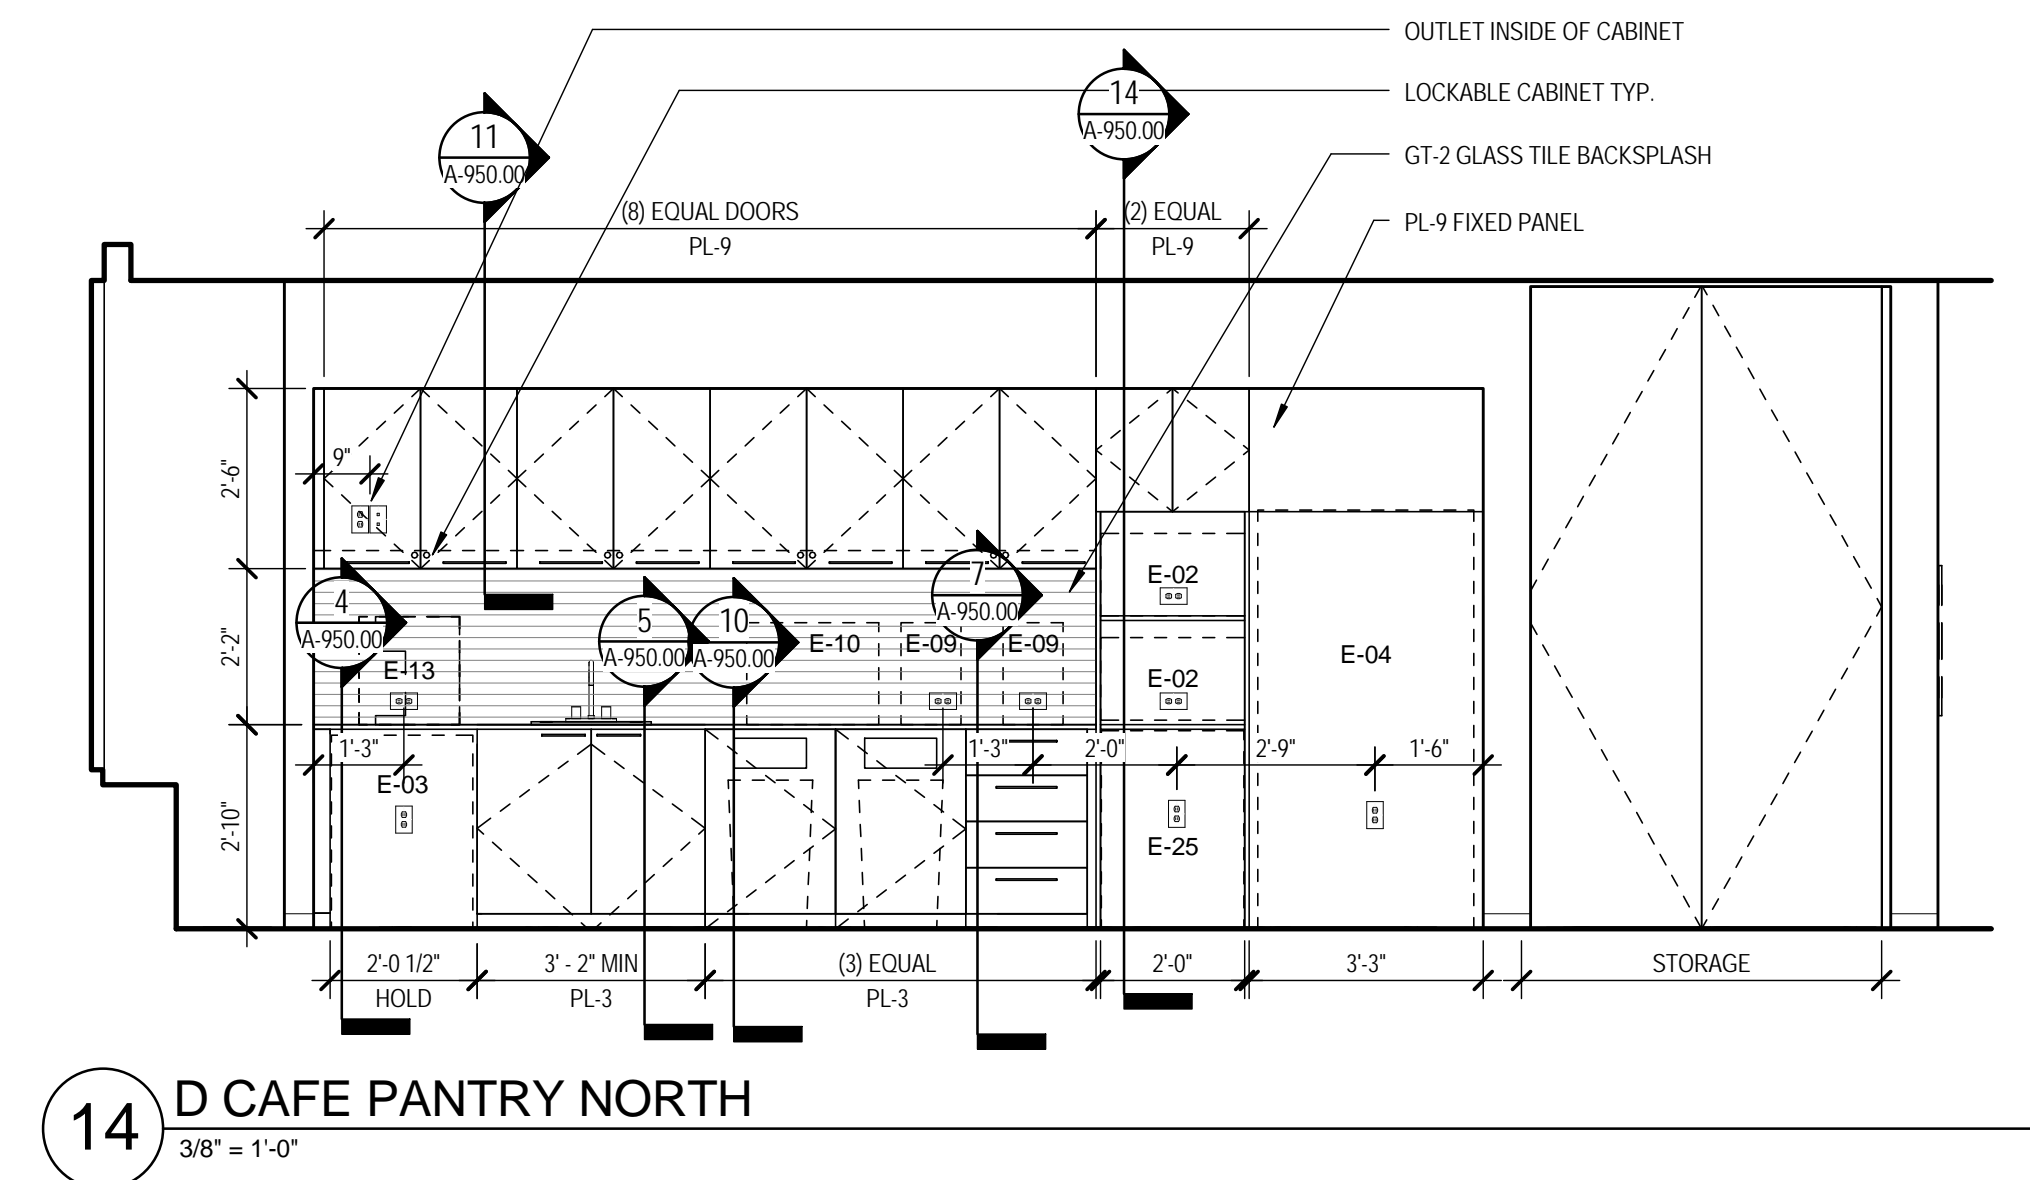 OUTLET INSIDE OF CABINET
LOCKABLE CABINET TYP.
14
A-950.00
11
A-950.00
GT-2 GLASS TILE BACKSPLASH
(8) EQUAL DOORS
(2) EQUAL
PL-9 FIXED PANEL
PL-9
PL-9
9"
2'-6"
E-02
7
A-950.00
4
A-950.00
5
A-950.00
10
A-950.00
E-10
E-09
E-09
2'-2"
E-13
E-02
E-04
1'-3"
1'-3"
2'-0"
2'-9"
1'-6"
E-03
2'-10"
E-25
2'-0 1/2"
3' - 2" MIN
(3) EQUAL
2'-0"
3'-3"
STORAGE
HOLD
PL-3
PL-3
14
D CAFE PANTRY NORTH
3/8" = 1'-0"